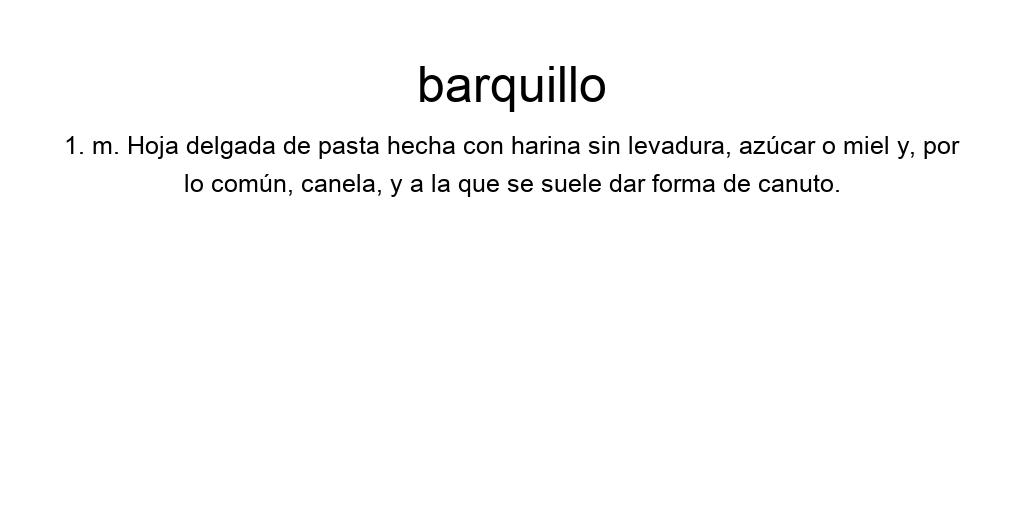 barquillo
1. m. Hoja delgada de pasta hecha con harina sin levadura, azúcar o miel y, por
lo común, canela, y a la que se suele dar forma de canuto.